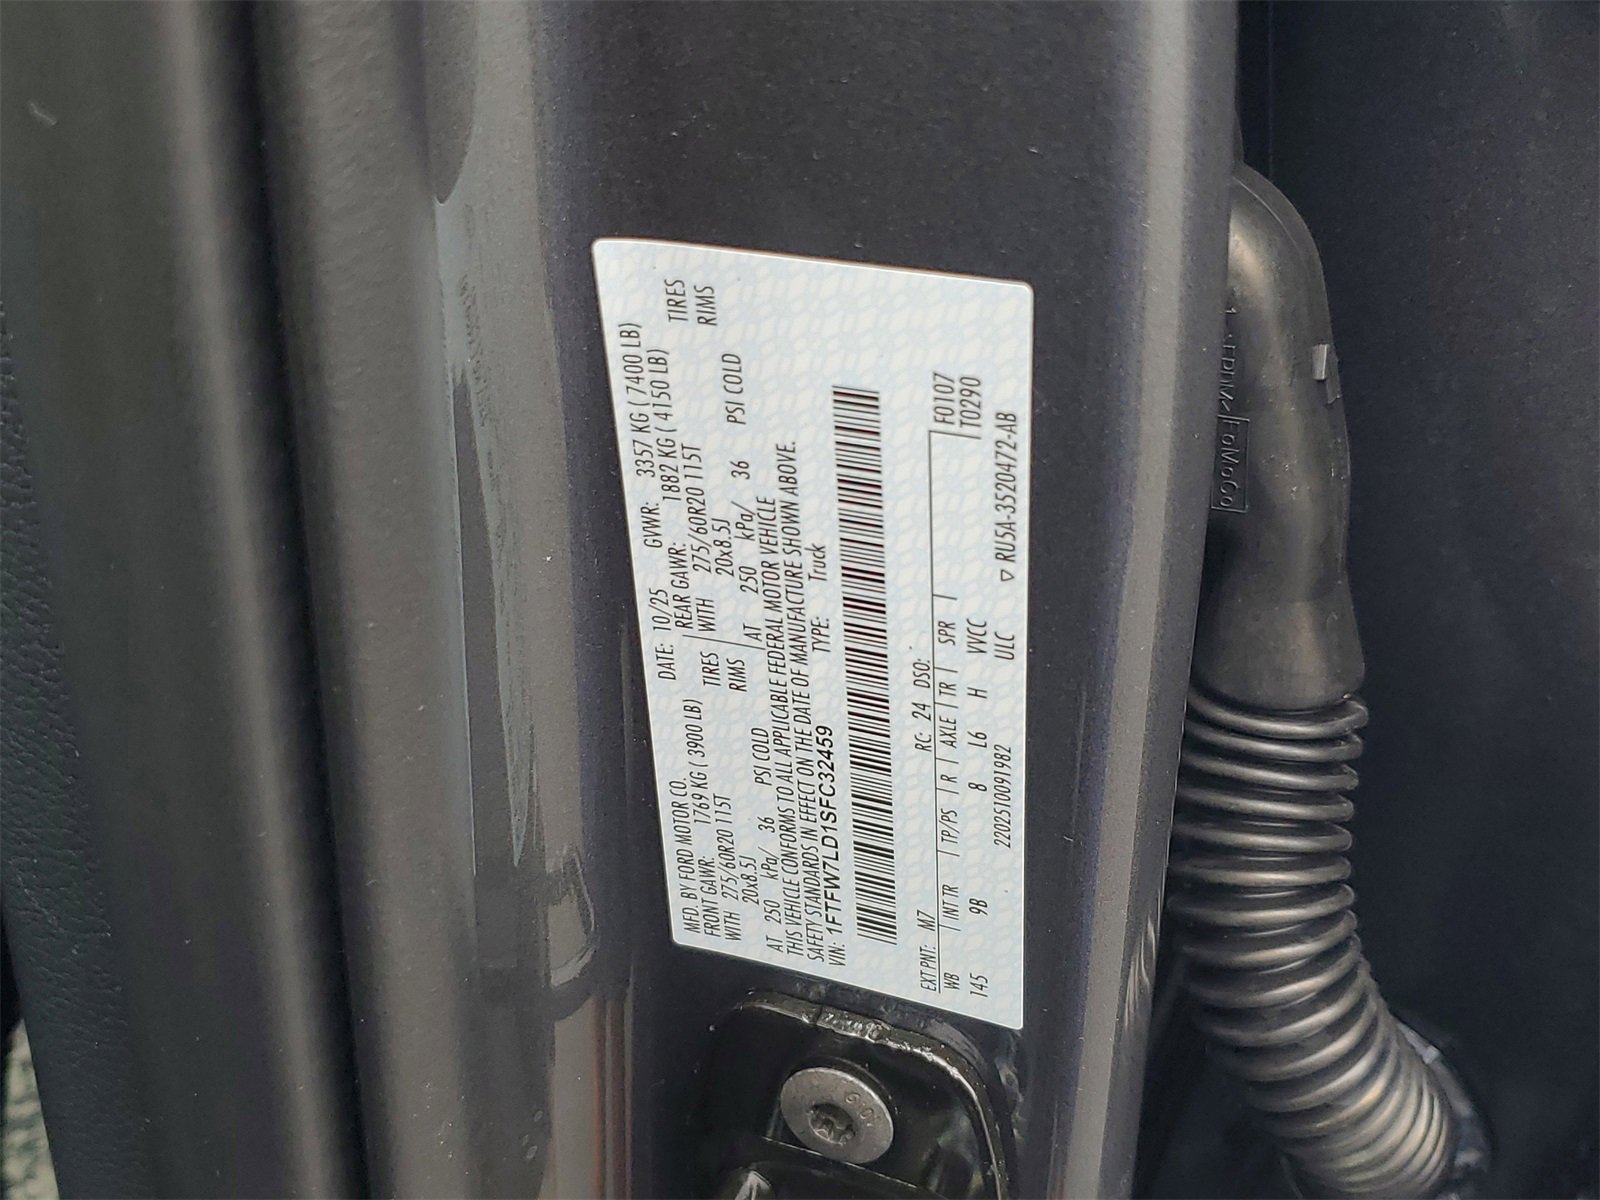 MFD. BY FORD MOTOR CO.
DATE: 10/25 GVWR: 3357 KG ( 7400 LB)
FRONT GAWR: 1769 KG ( 3900 LB)
REAR GAWR: 1882 KG ( 4150 LB)
WITH 275/60R20 115T TIRES
WITH 275/60R20 115T TIRES
20x8.5J RIMS
20x8.5J RIMS
AT 250 kPa/ 36 PSI COLD
AT 250 kPa/ 36 PSI COLD
THIS VEHICLE CONFORMS TO ALL APPLICABLE FEDERAL MOTOR VEHICLE
SAFETY STANDARDS IN EFFECT ON THE DATE OF MANUFACTURE SHOWN ABOVE.
VIN: 1FTFW7LD1SFC32459 TYPE: Truck
EXT PNT: M7 RC: 24 DSO: F0107
WB INT TR TP/PS R AXLE TR SPR T0290
145 9B 8 L6 H VVCC
2202510091982 ULC ▽ RU5A-3520472-AB
FoMoCo